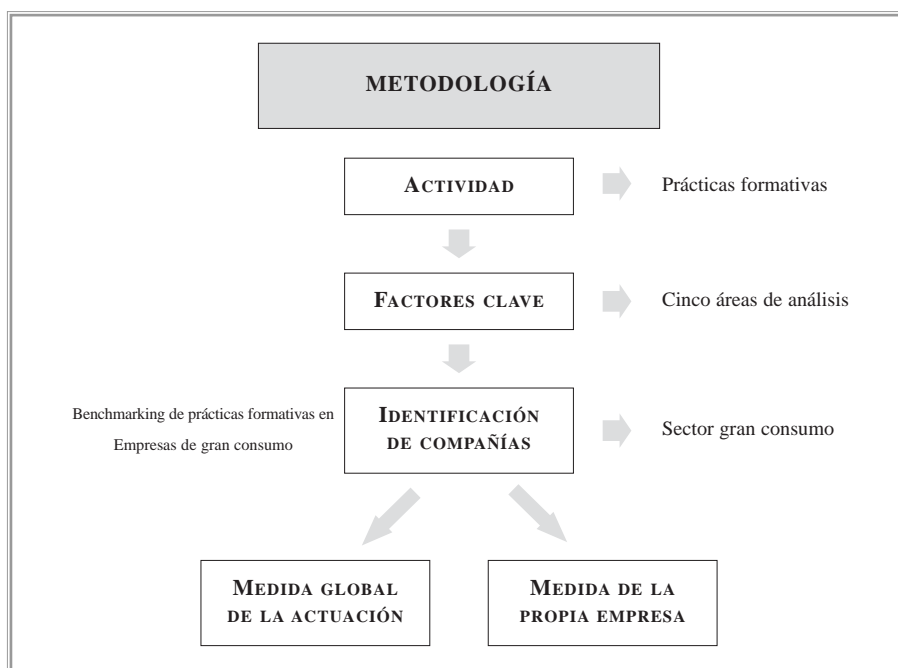 METODOLOGÍA
ACTIVIDAD
Prácticas formativas
FACTORES CLAVE
Cinco áreas de análisis
Benchmarking de prácticas formativas en
Empresas de gran consumo
IDENTIFICACIÓN
DE COMPAÑÍAS
Sector gran consumo
MEDIDA GLOBAL
DE LA ACTUACIÓN
MEDIDA DE LA
PROPIA EMPRESA